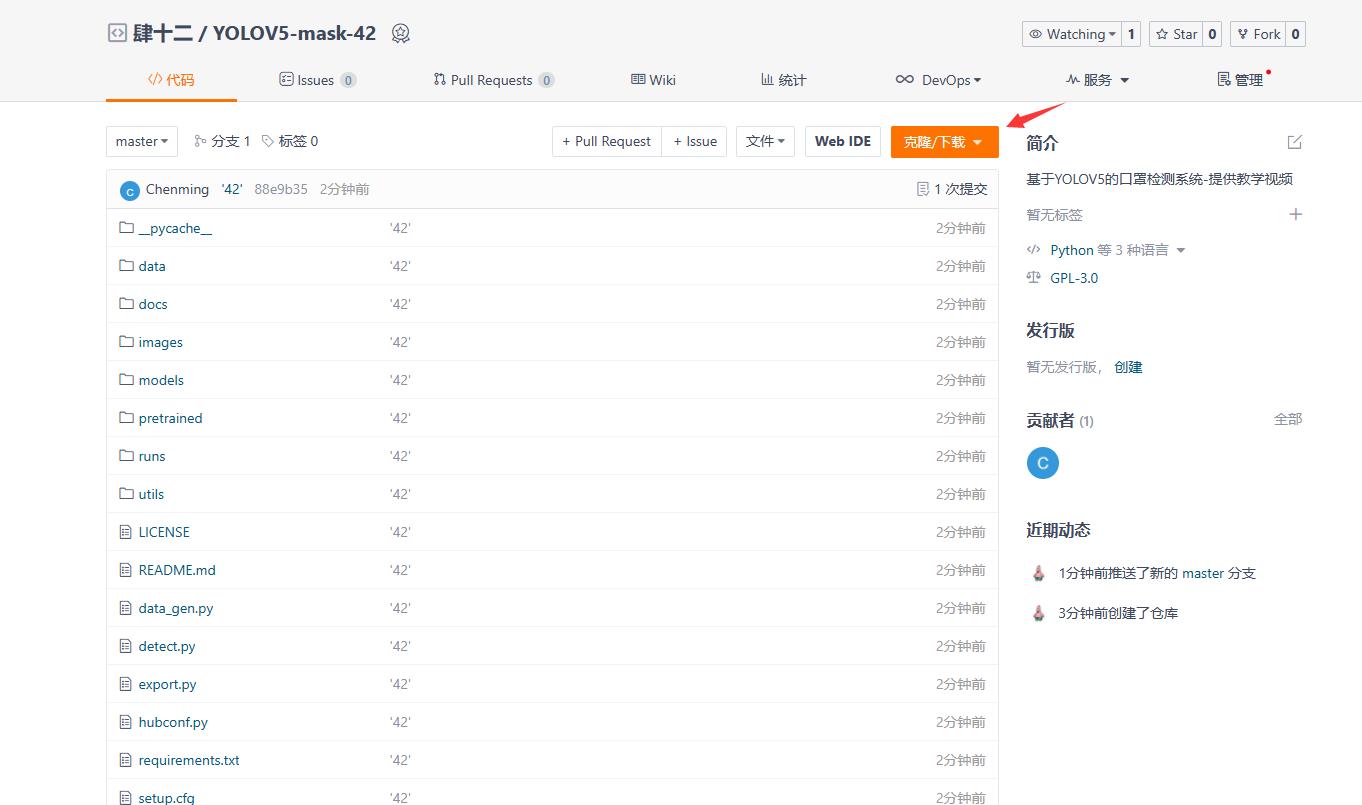 肆十二 / YOLOV5-mask-42
Watching 1 Star 0 Fork 0
代码 Issues 0 Pull Requests 0 Wiki 统计 DevOps 服务 管理
master 分支 1 标签 0 + Pull Request + Issue 文件 Web IDE 克隆/下载
C Chenming '42' 88e9b35 2分钟前 1 次提交
__pycache__ '42' 2分钟前
data '42' 2分钟前
docs '42' 2分钟前
images '42' 2分钟前
models '42' 2分钟前
pretrained '42' 2分钟前
runs '42' 2分钟前
utils '42' 2分钟前
LICENSE '42' 2分钟前
README.md '42' 2分钟前
data_gen.py '42' 2分钟前
detect.py '42' 2分钟前
export.py '42' 2分钟前
hubconf.py '42' 2分钟前
requirements.txt '42' 2分钟前
setup.cfg '42' 2分钟前
简介
基于YOLOV5的口罩检测系统-提供教学视频
暂无标签
Python 等 3 种语言
GPL-3.0
发行版
暂无发行版， 创建
贡献者 (1) 全部
C
近期动态
1分钟前推送了新的 master 分支
3分钟前创建了仓库